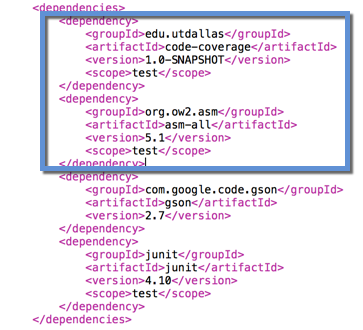 <dependencies>
<dependency>
<groupId>edu.utdallas</groupId>
<artifactId>code-coverage</artifactId>
<version>1.0-SNAPSHOT</version>
<scope>test</scope>
</dependency>
<dependency>
<groupId>org.ow2.asm</groupId>
<artifactId>asm-all</artifactId>
<version>5.1</version>
<scope>test</scope>
</dependency>
<dependency>
<groupId>com.google.code.gson</groupId>
<artifactId>gson</artifactId>
<version>2.7</version>
</dependency>
<dependency>
<groupId>junit</groupId>
<artifactId>junit</artifactId>
<version>4.10</version>
<scope>test</scope>
</dependency>
</dependencies>